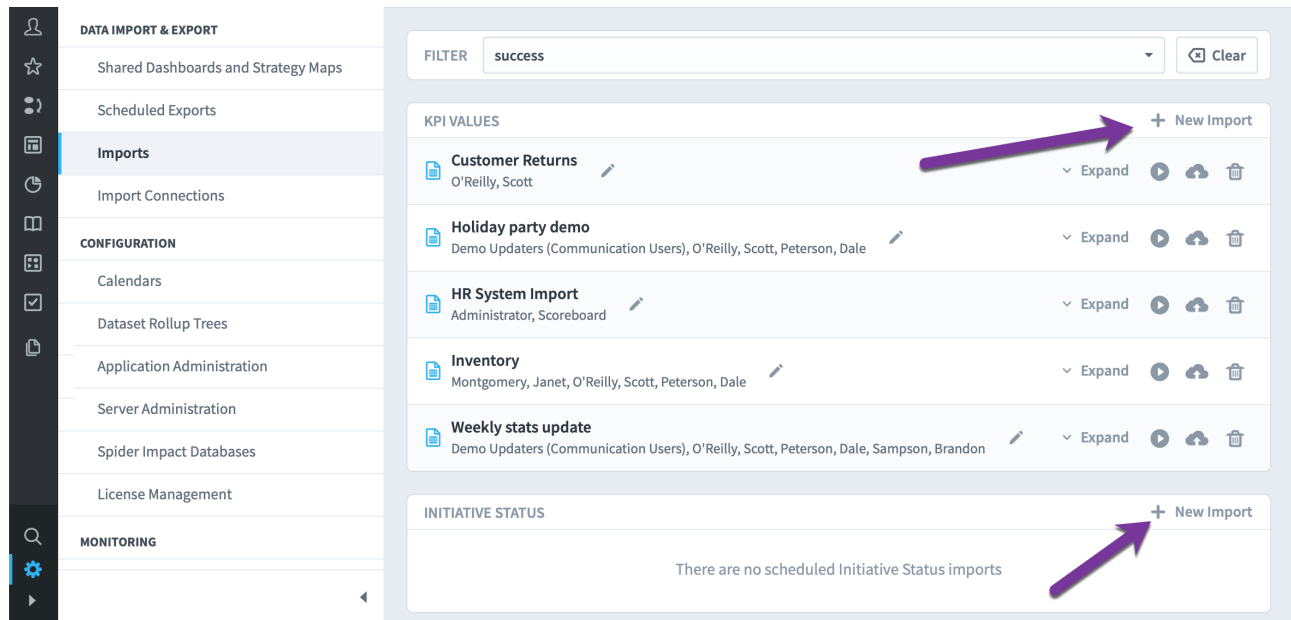 DATA IMPORT & EXPORT
Shared Dashboards and Strategy Maps
Scheduled Exports
Imports
Import Connections
CONFIGURATION
Calendars
Dataset Rollup Trees
Application Administration
Server Administration
Spider Impact Databases
License Management
MONITORING
FILTER success Clear
KPI VALUES New Import
Customer Returns
O'Reilly, Scott
Expand
Holiday party demo
Demo Updaters (Communication Users), O'Reilly, Scott, Peterson, Dale
Expand
HR System Import
Administrator, Scoreboard
Expand
Inventory
Montgomery, Janet, O'Reilly, Scott, Peterson, Dale
Expand
Weekly stats update
Demo Updaters (Communication Users), O'Reilly, Scott, Peterson, Dale, Sampson, Brandon
Expand
INITIATIVE STATUS New Import
There are no scheduled Initiative Status imports